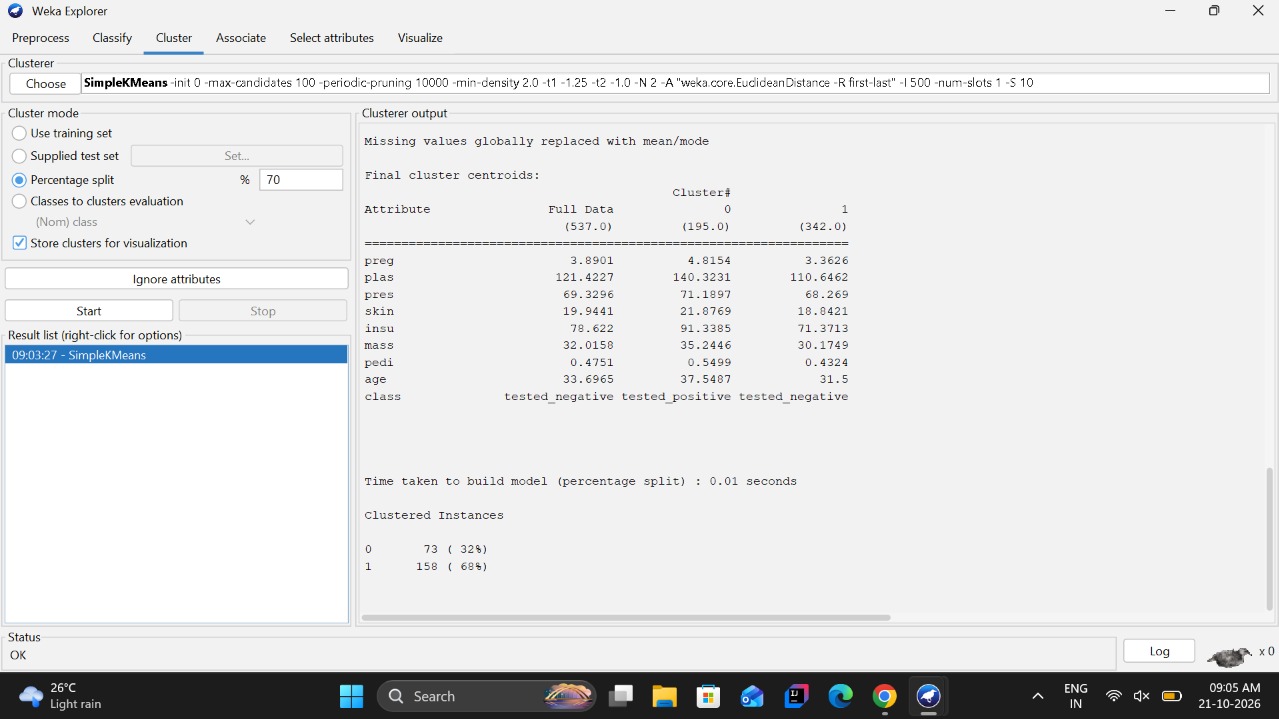 Weka Explorer
Preprocess Classify Cluster Associate Select attributes Visualize
Clusterer
Choose SimpleKMeans -init 0 -max-candidates 100 -periodic-pruning 10000 -min-density 2.0 -t1 -1.25 -t2 -1.0 -N 2 -A "weka.core.EuclideanDistance -R first-last" -I 500 -num-slots 1 -S 10
Cluster mode
Use training set
Supplied test set Set...
Percentage split % 70
Classes to clusters evaluation
(Nom) class
Store clusters for visualization
Ignore attributes
Start Stop
Result list (right-click for options)
09:03:27 - SimpleKMeans
Clusterer output
Missing values globally replaced with mean/mode
Final cluster centroids:
Cluster#
Attribute Full Data 0 1
(537.0) (195.0) (342.0)
==================================================================
preg 3.8901 4.8154 3.3626
plas 121.4227 140.3231 110.6462
pres 69.3296 71.1897 68.269
skin 19.9441 21.8769 18.8421
insu 78.622 91.3385 71.3713
mass 32.0158 35.2446 30.1749
pedi 0.4751 0.5499 0.4324
age 33.6965 37.5487 31.5
class tested_negative tested_positive tested_negative
Time taken to build model (percentage split) : 0.01 seconds
Clustered Instances
0 73 ( 32%)
1 158 ( 68%)
Status
OK
Log
x 0
26°C
Light rain
Search
ENG
IN
09:05 AM
21-10-2026